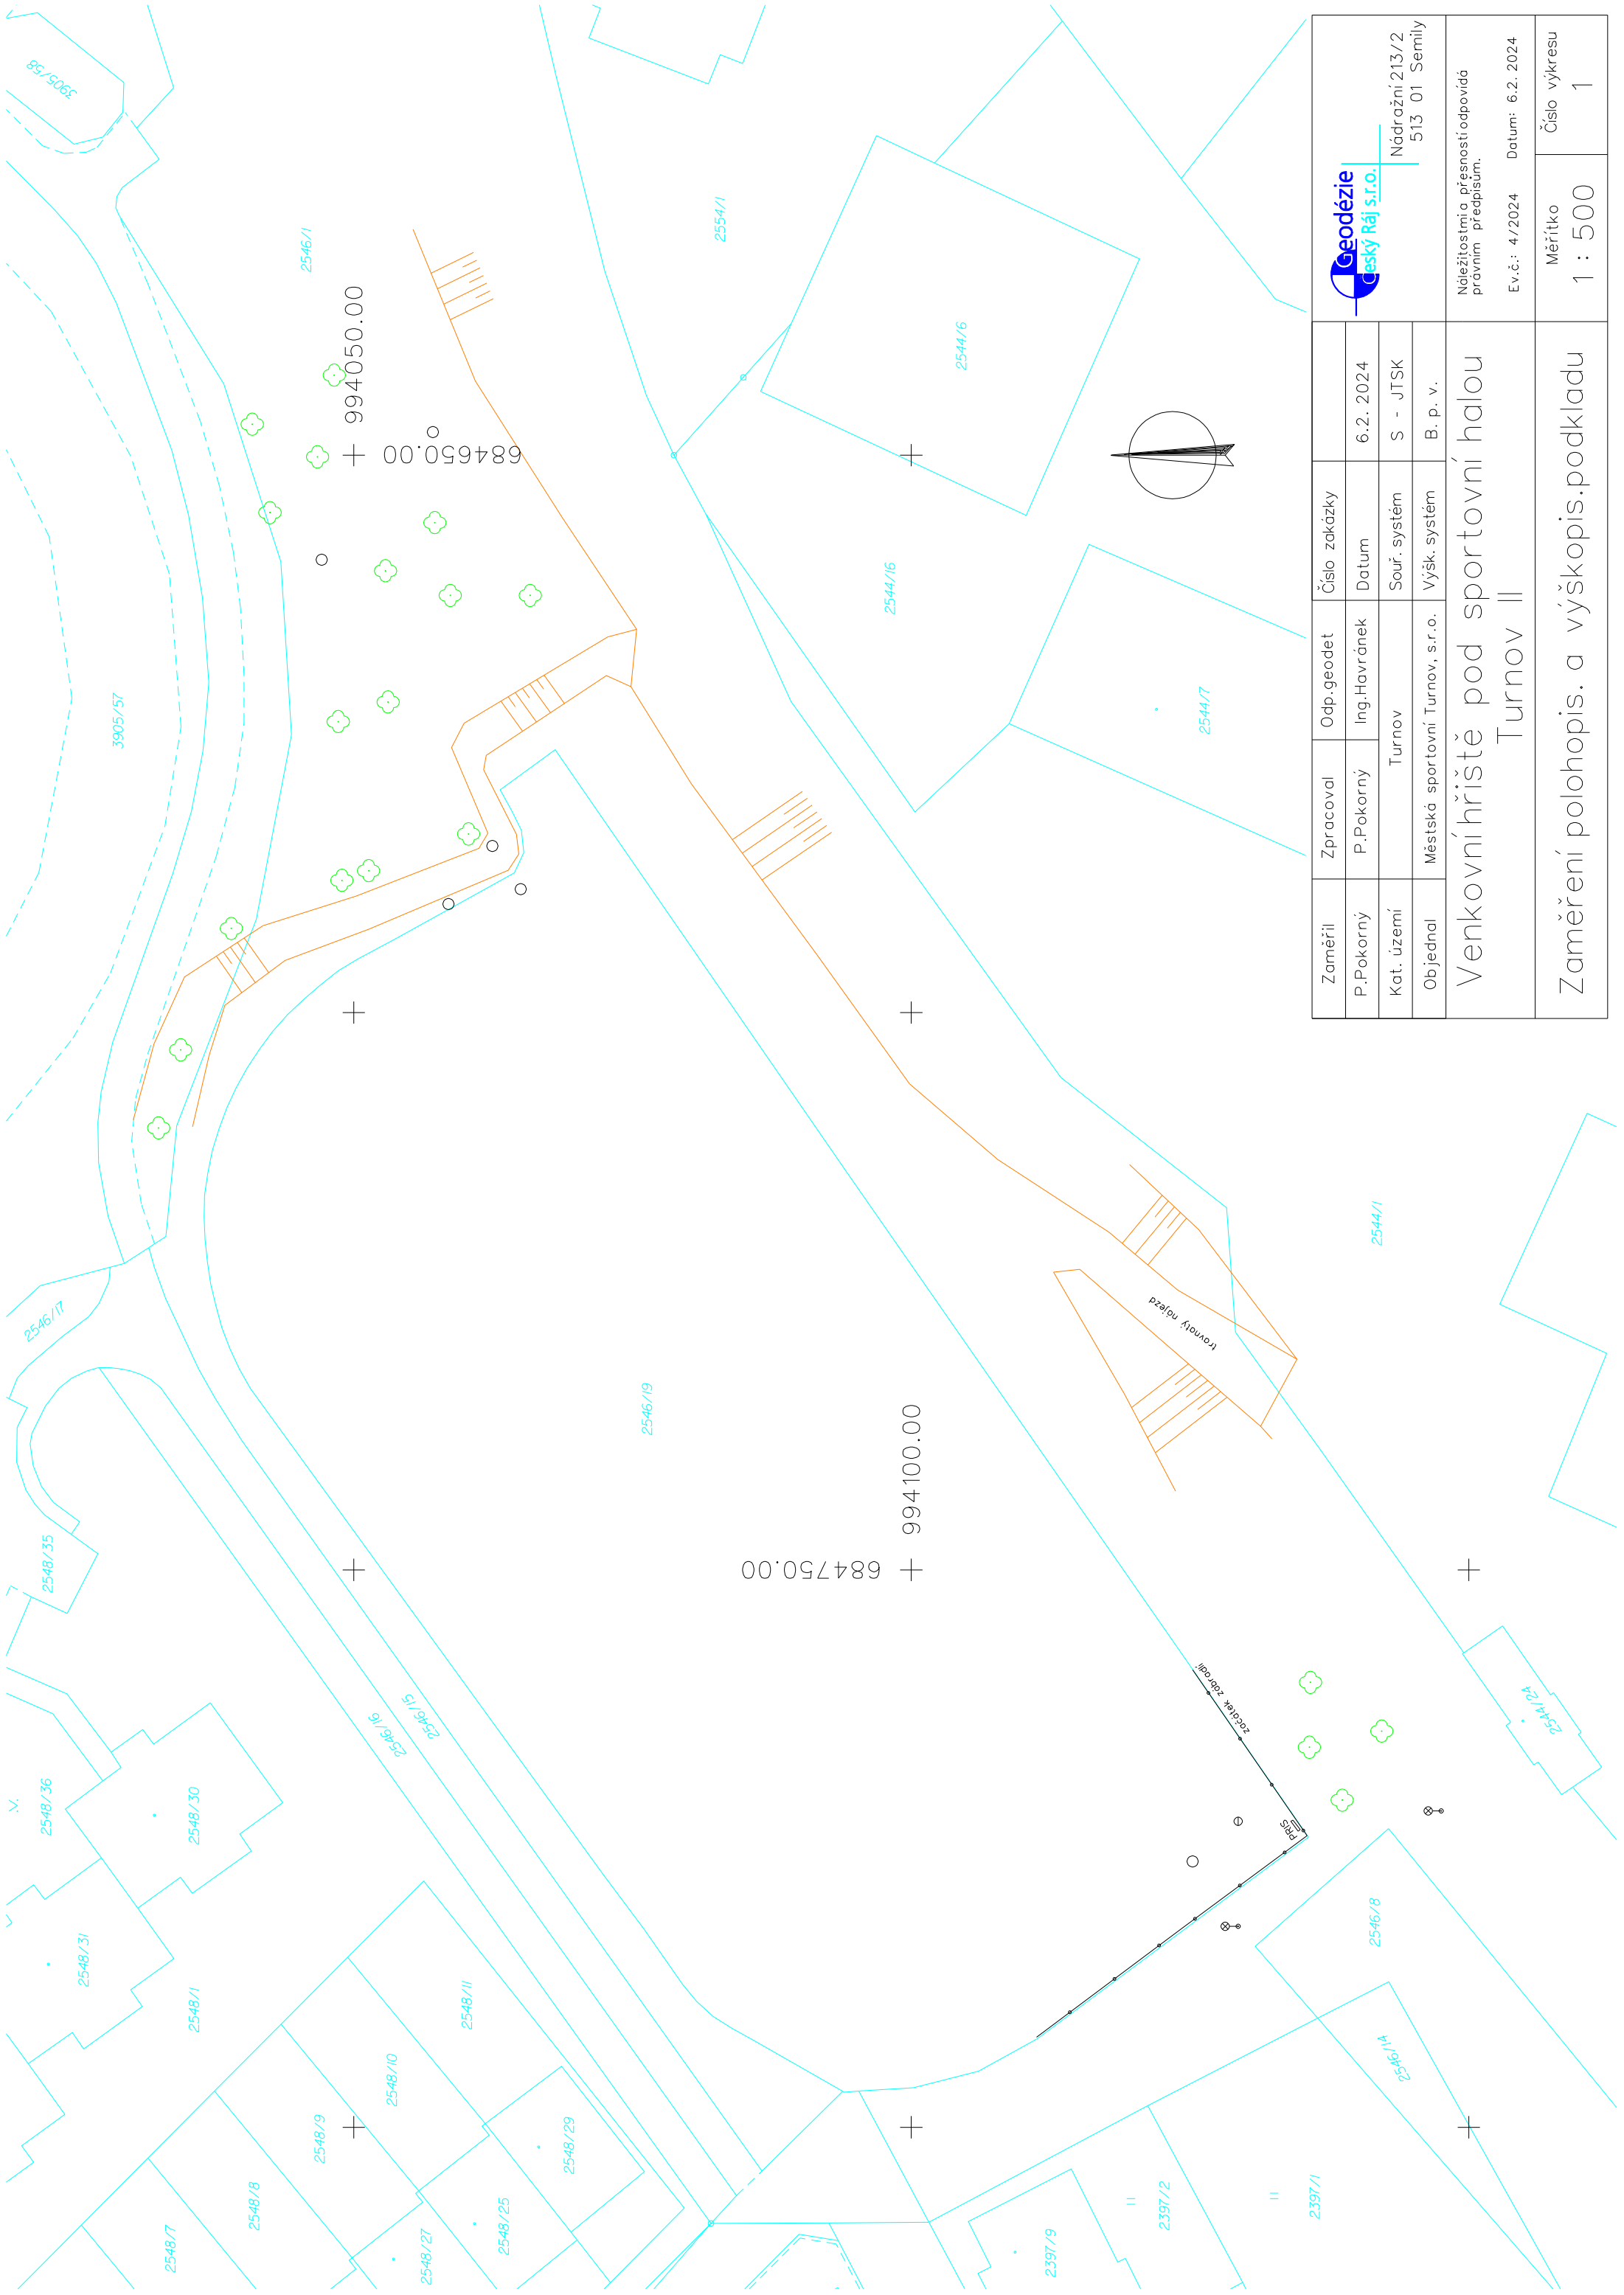 Geodézie
Český Ráj s.r.o.
Nádražní 213/2
513 01 Semily
Náležitostmi a přesností odpovídá
právním předpisům.
Ev.č.: 4/2024
Datum: 6.2. 2024
Měřítko
1 : 500
Číslo výkresu
1
Zaměřil
Zpracoval
Odp.geodet
Číslo zakázky
P.Pokorný
P.Pokorný
Ing.Havránek
Datum
6.2. 2024
Kat. území
Turnov
Souř. systém
S - JTSK
Objednal
Městská sportovní Turnov, s.r.o.
Výšk. systém
B. p. v.
Venkovní hřiště pod sportovní halou
Turnov II
Zaměření polohopis. a výškopis.podkladu
3905/58
2546/1
2554/1
994050.00
684650.00
2544/6
2544/16
3905/57
2544/7
2544/1
2546/17
travnatý nájezd
2546/19
994100.00
684750.00
2548/35
2546/16
2546/15
začátek zábradlí
2544/24
2548/36
2548/30
PRIS
2548/31
2546/8
2548/1
2548/11
2548/10
2546/14
2548/9
2548/29
2548/8
2548/25
2397/2
2397/1
2548/7
2548/27
2397/9